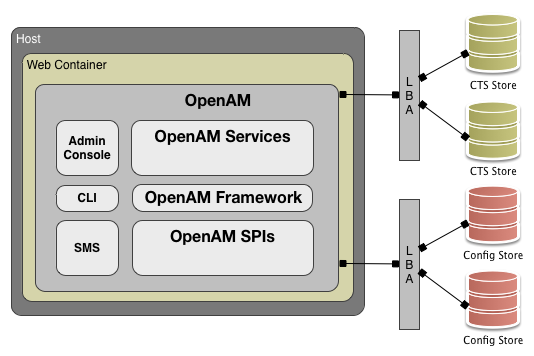 Host
Web Container
OpenAM
Admin
Console
OpenAM Services
CLI
OpenAM Framework
SMS
OpenAM SPIs
L
B
A
CTS Store
CTS Store
L
B
A
Config Store
Config Store